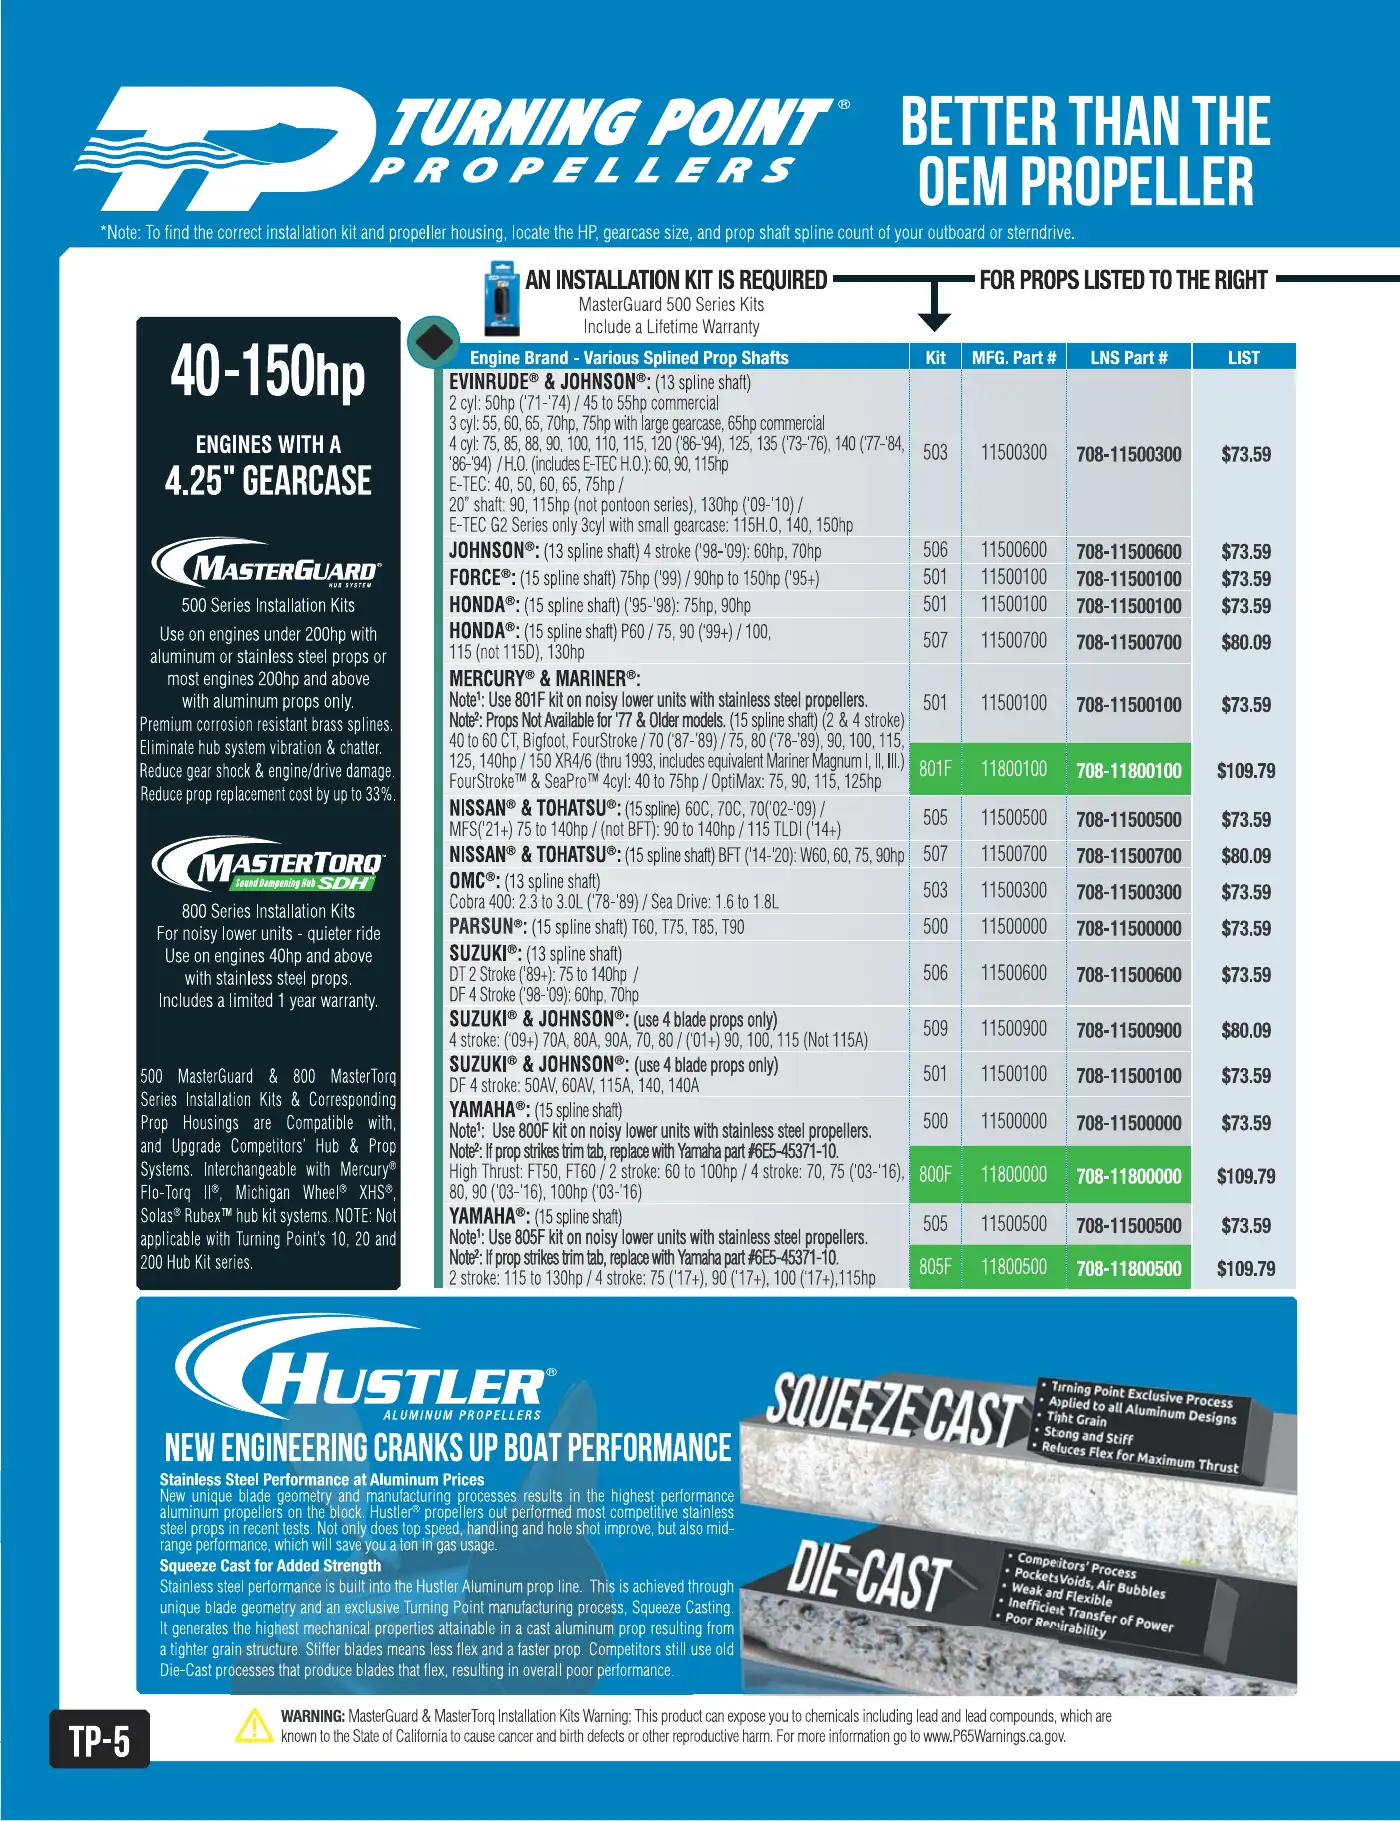 TURNING POINT®
PROPELLERS
BETTER THAN THE
OEM PROPELLER
*Note: To find the correct installation kit and propeller housing, locate the HP, gearcase size, and prop shaft spline count of your outboard or sterndrive.
AN INSTALLATION KIT IS REQUIRED
FOR PROPS LISTED TO THE RIGHT
MasterGuard 500 Series Kits
Include a Lifetime Warranty
40-150hp
ENGINES WITH A
4.25" GEARCASE
MASTERGUARD®
HUB SYSTEM
500 Series Installation Kits
Use on engines under 200hp with
aluminum or stainless steel props or
most engines 200hp and above
with aluminum props only.
Premium corrosion resistant brass splines.
Eliminate hub system vibration & chatter.
Reduce gear shock & engine/drive damage.
Reduce prop replacement cost by up to 33%.
MASTERTORQ™
Sound Dampening Hub SDH™
800 Series Installation Kits
For noisy lower units - quieter ride
Use on engines 40hp and above
with stainless steel props.
Includes a limited 1 year warranty.
500 MasterGuard & 800 MasterTorq
Series Installation Kits & Corresponding
Prop Housings are Compatible with,
and Upgrade Competitors' Hub & Prop
Systems. Interchangeable with Mercury®
Flo-Torq II®, Michigan Wheel® XHS®,
Solas® Rubex™ hub kit systems. NOTE: Not
applicable with Turning Point's 10, 20 and
200 Hub Kit series.
Engine Brand - Various Splined Prop Shafts Kit MFG. Part # LNS Part # LIST
EVINRUDE® & JOHNSON®: (13 spline shaft)
2 cyl: 50hp ('71-'74) / 45 to 55hp commercial
3 cyl: 55, 60, 65, 70hp, 75hp with large gearcase, 65hp commercial
4 cyl: 75, 85, 88, 90, 100, 110, 115, 120 ('86-'94), 125, 135 ('73-'76), 140 ('77-'84,
'86-'94) / H.O. (includes E-TEC H.O.): 60, 90, 115hp
E-TEC: 40, 50, 60, 65, 75hp /
20” shaft: 90, 115hp (not pontoon series), 130hp ('09-'10) /
E-TEC G2 Series only 3cyl with small gearcase: 115H.O, 140, 150hp
503 11500300 708-11500300 $73.59
JOHNSON®: (13 spline shaft) 4 stroke ('98-'09): 60hp, 70hp 506 11500600 708-11500600 $73.59
FORCE®: (15 spline shaft) 75hp ('99) / 90hp to 150hp ('95+) 501 11500100 708-11500100 $73.59
HONDA®: (15 spline shaft) ('95-'98): 75hp, 90hp 501 11500100 708-11500100 $73.59
HONDA®: (15 spline shaft) P60 / 75, 90 ('99+) / 100,
115 (not 115D), 130hp
507 11500700 708-11500700 $80.09
MERCURY® & MARINER®:
Note¹: Use 801F kit on noisy lower units with stainless steel propellers.
Note²: Props Not Available for '77 & Older models. (15 spline shaft) (2 & 4 stroke)
40 to 60 CT, Bigfoot, FourStroke / 70 ('87-'89) / 75, 80 ('78-'89), 90, 100, 115,
125, 140hp / 150 XR4/6 (thru 1993, includes equivalent Mariner Magnum I, II, III.)
FourStroke™ & SeaPro™ 4cyl: 40 to 75hp / OptiMax: 75, 90, 115, 125hp
501 11500100 708-11500100 $73.59
801F 11800100 708-11800100 $109.79
NISSAN® & TOHATSU®: (15 spline) 60C, 70C, 70('02-'09) /
MFS('21+) 75 to 140hp / (not BFT): 90 to 140hp / 115 TLDI ('14+)
505 11500500 708-11500500 $73.59
NISSAN® & TOHATSU®: (15 spline shaft) BFT ('14-'20): W60, 60, 75, 90hp 507 11500700 708-11500700 $80.09
OMC®: (13 spline shaft)
Cobra 400: 2.3 to 3.0L ('78-'89) / Sea Drive: 1.6 to 1.8L
503 11500300 708-11500300 $73.59
PARSUN®: (15 spline shaft) T60, T75, T85, T90 500 11500000 708-11500000 $73.59
SUZUKI®: (13 spline shaft)
DT 2 Stroke ('89+): 75 to 140hp /
DF 4 Stroke ('98-'09): 60hp, 70hp
506 11500600 708-11500600 $73.59
SUZUKI® & JOHNSON®: (use 4 blade props only)
4 stroke: ('09+) 70A, 80A, 90A, 70, 80 / ('01+) 90, 100, 115 (Not 115A)
509 11500900 708-11500900 $80.09
SUZUKI® & JOHNSON®: (use 4 blade props only)
DF 4 stroke: 50AV, 60AV, 115A, 140, 140A
501 11500100 708-11500100 $73.59
YAMAHA®: (15 spline shaft)
Note¹: Use 800F kit on noisy lower units with stainless steel propellers.
Note²: If prop strikes trim tab, replace with Yamaha part #6E5-45371-10.
High Thrust: FT50, FT60 / 2 stroke: 60 to 100hp / 4 stroke: 70, 75 ('03-'16),
80, 90 ('03-'16), 100hp ('03-'16)
500 11500000 708-11500000 $73.59
800F 11800000 708-11800000 $109.79
YAMAHA®: (15 spline shaft)
Note¹: Use 805F kit on noisy lower units with stainless steel propellers.
Note²: If prop strikes trim tab, replace with Yamaha part #6E5-45371-10.
2 stroke: 115 to 130hp / 4 stroke: 75 ('17+), 90 ('17+), 100 ('17+),115hp
505 11500500 708-11500500 $73.59
805F 11800500 708-11800500 $109.79
HUSTLER®
ALUMINUM PROPELLERS
NEW ENGINEERING CRANKS UP BOAT PERFORMANCE
Stainless Steel Performance at Aluminum Prices
New unique blade geometry and manufacturing processes results in the highest performance
aluminum propellers on the block. Hustler® propellers out performed most competitive stainless
steel props in recent tests. Not only does top speed, handling and hole shot improve, but also mid-
range performance, which will save you a ton in gas usage.
Squeeze Cast for Added Strength
Stainless steel performance is built into the Hustler Aluminum prop line. This is achieved through
unique blade geometry and an exclusive Turning Point manufacturing process, Squeeze Casting.
It generates the highest mechanical properties attainable in a cast aluminum prop resulting from
a tighter grain structure. Stiffer blades means less flex and a faster prop. Competitors still use old
Die-Cast processes that produce blades that flex, resulting in overall poor performance.
SQUEEZE CAST
• Turning Point Exclusive Process
• Applied to all Aluminum Designs
• Tight Grain
• Strong and Stiff
• Reduces Flex for Maximum Thrust
DIE-CAST
• Competitors' Process
• Pockets Voids, Air Bubbles
• Weak and Flexible
• Inefficient Transfer of Power
• Poor Repairability
WARNING: MasterGuard & MasterTorq Installation Kits Warning: This product can expose you to chemicals including lead and lead compounds, which are
known to the State of California to cause cancer and birth defects or other reproductive harm. For more information go to www.P65Warnings.ca.gov.
TP-5